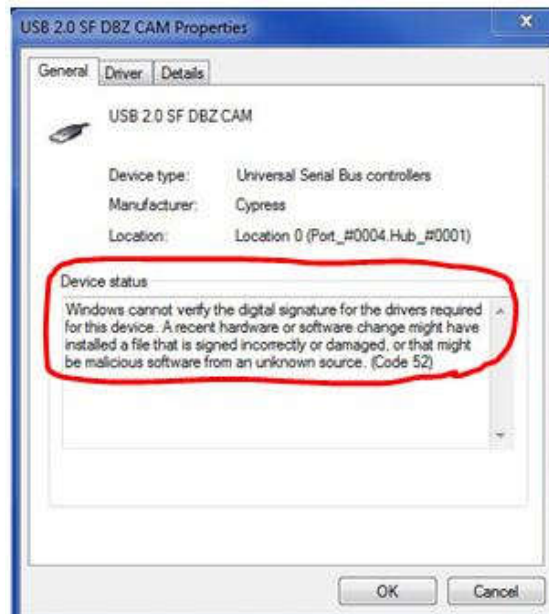 USB 2.0 SF DBZ CAM Properties
x
General Driver Details
USB 2.0 SF DBZ CAM
Device type: Universal Serial Bus controllers
Manufacturer: Cypress
Location: Location 0 (Port_#0004.Hub_#0001)
Device status
Windows cannot verify the digital signature for the drivers required
for this device. A recent hardware or software change might have
installed a file that is signed incorrectly or damaged, or that might
be malicious software from an unknown source. (Code 52)
OK Cancel